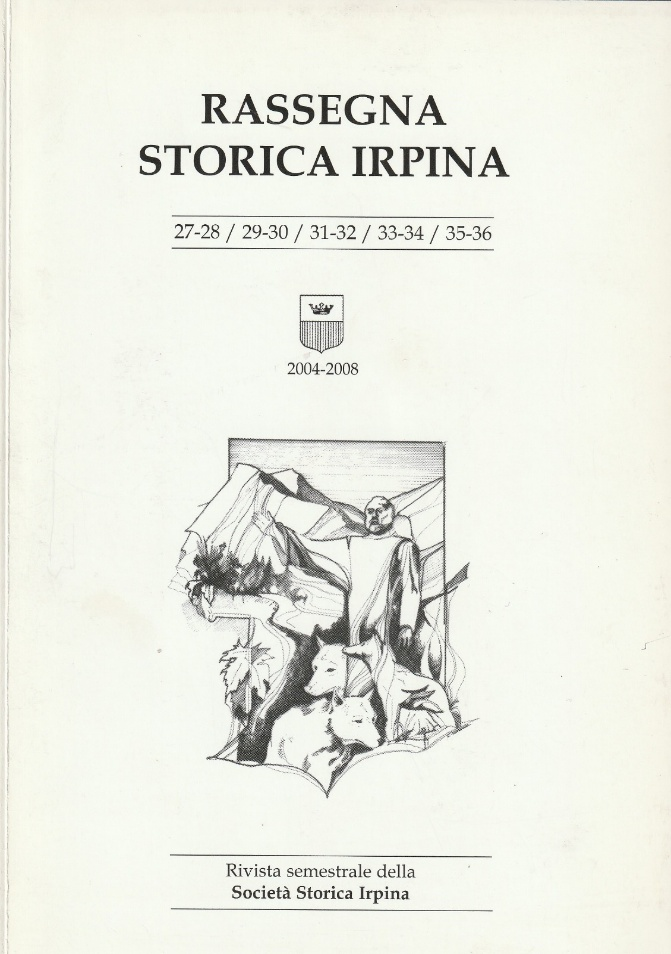 RASSEGNA
STORICA IRPINA
27-28 / 29-30 / 31-32 / 33-34 / 35-36
2004-2008
Rivista semestrale della
Società Storica Irpina